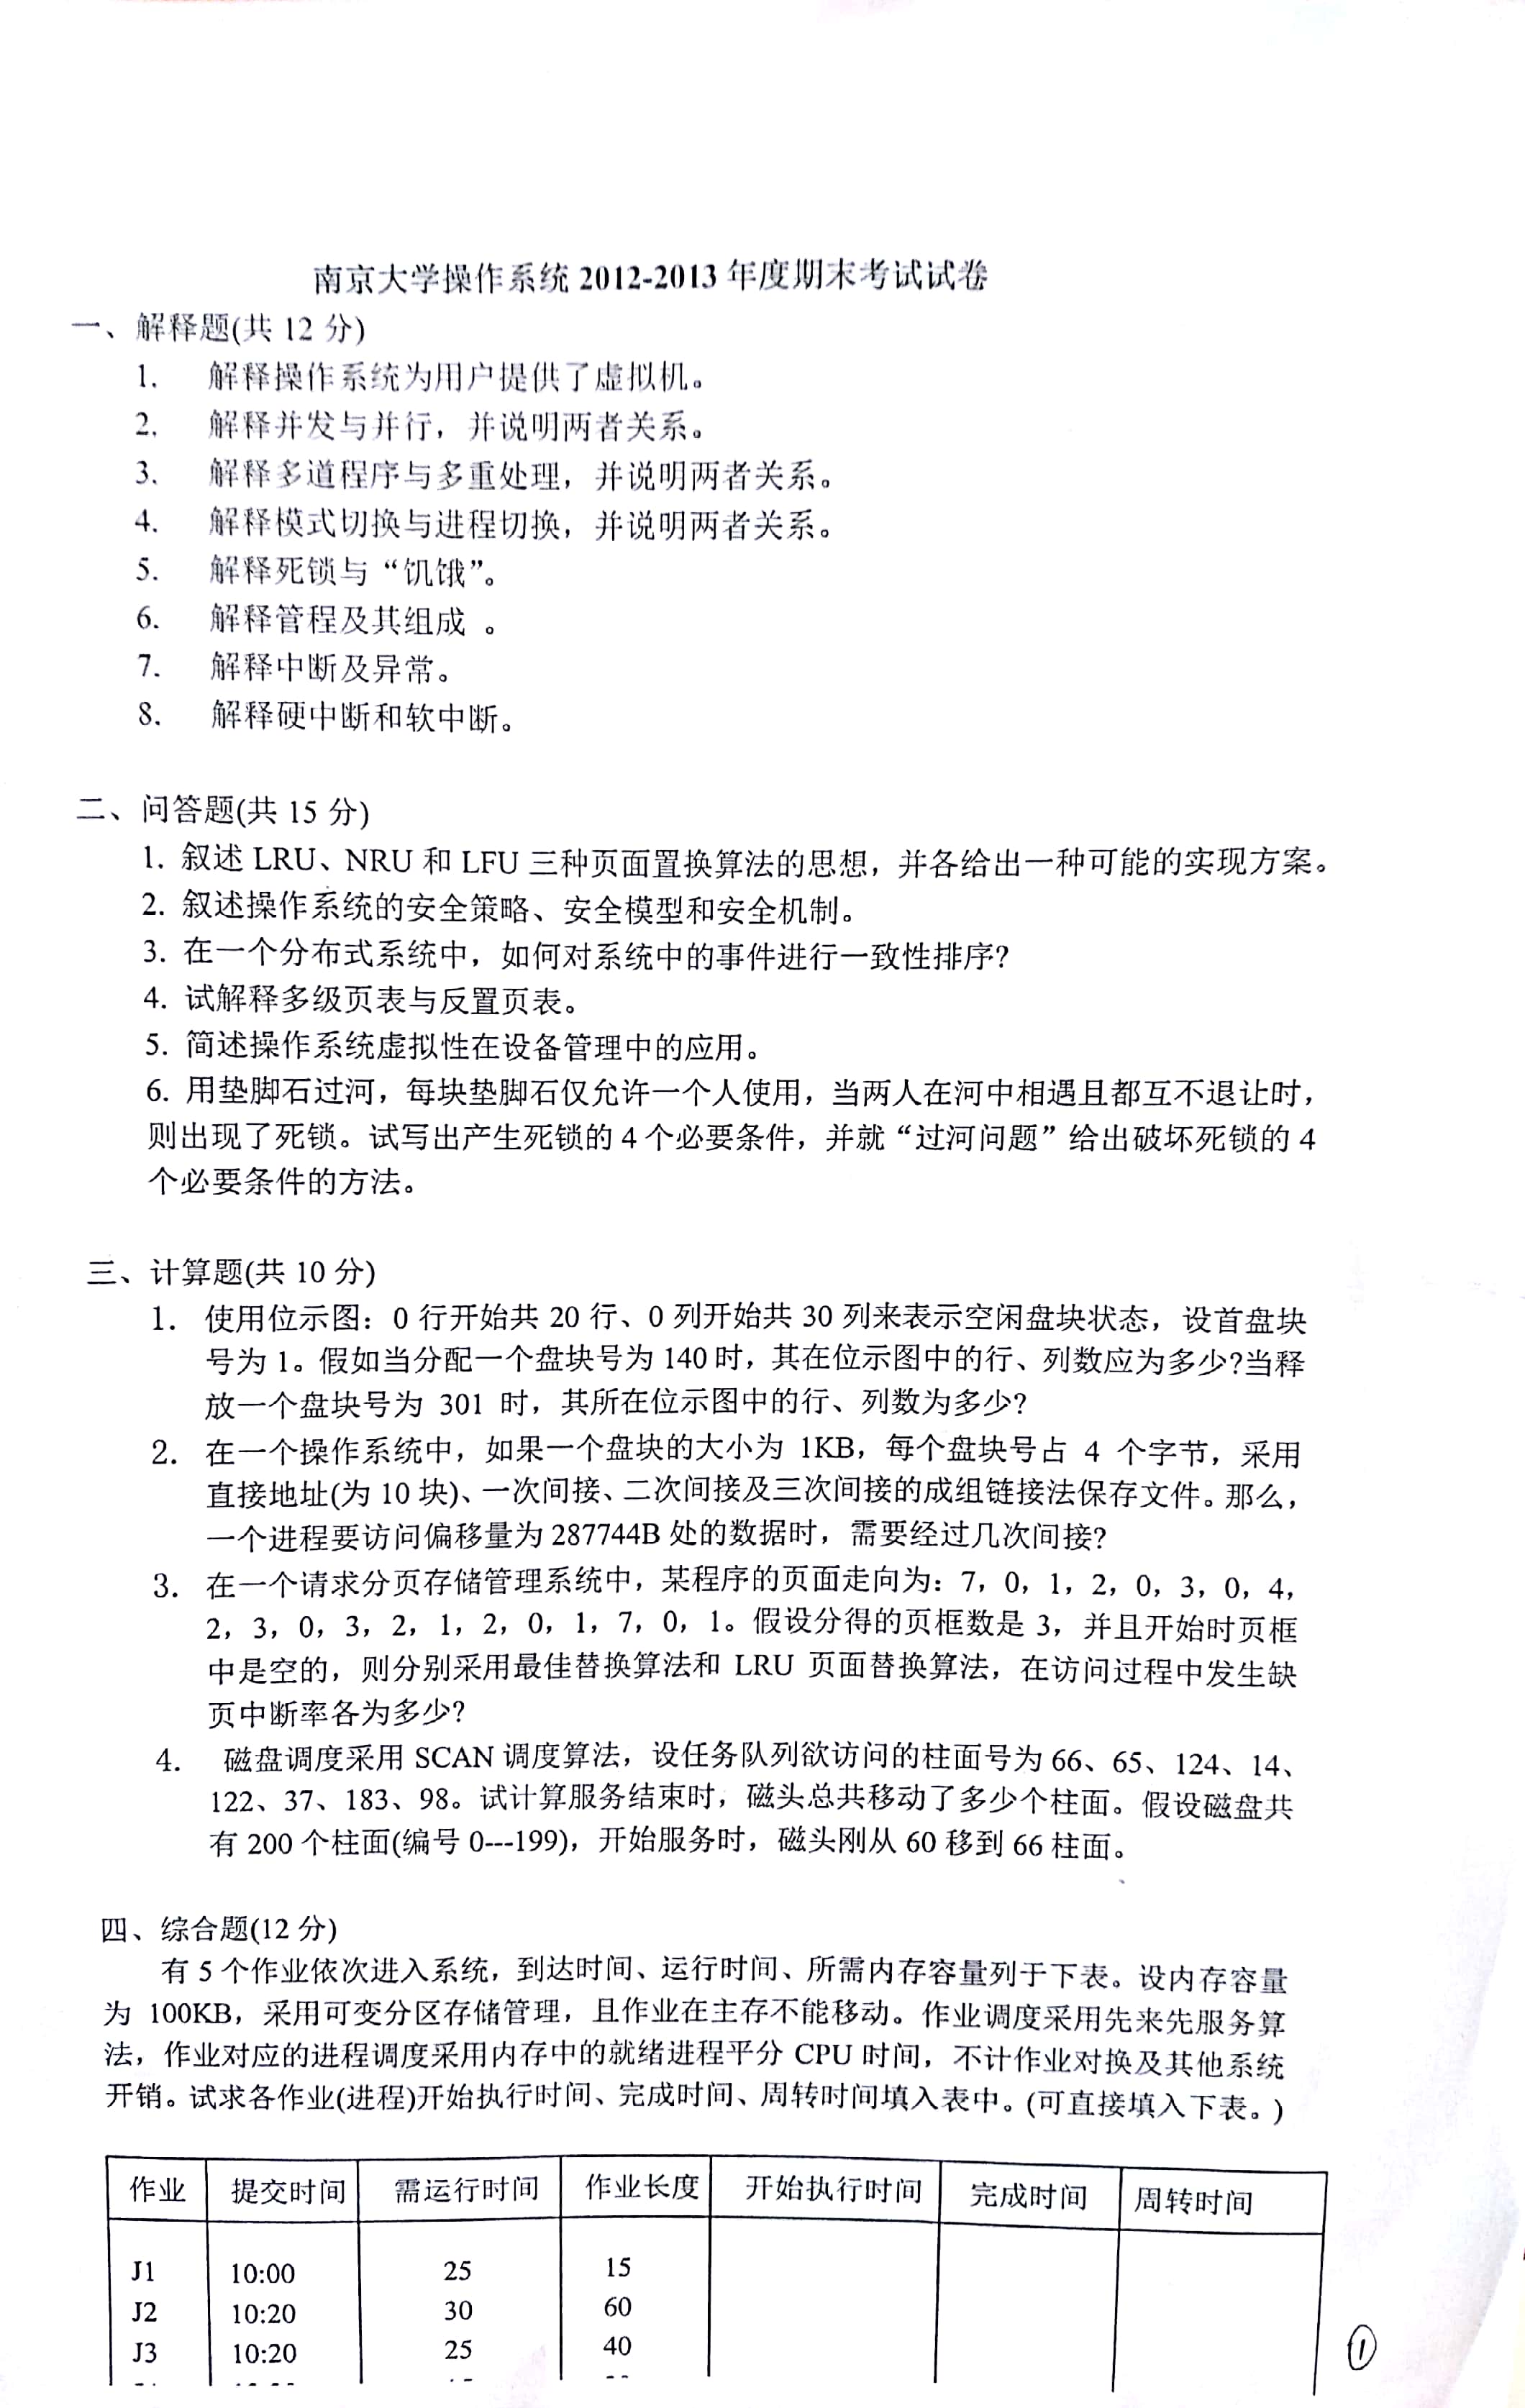 南京大学操作系统 2012-2013 年度期末考试试卷
一、解释题(共 12 分)
1. 解释操作系统为用户提供了虚拟机。
2. 解释并发与并行，并说明两者关系。
3. 解释多道程序与多重处理，并说明两者关系。
4. 解释模式切换与进程切换，并说明两者关系。
5. 解释死锁与“饥饿”。
6. 解释管程及其组成 。
7. 解释中断及异常。
8. 解释硬中断和软中断。
二、问答题(共 15 分)
1. 叙述 LRU、NRU 和 LFU 三种页面置换算法的思想，并各给出一种可能的实现方案。
2. 叙述操作系统的安全策略、安全模型和安全机制。
3. 在一个分布式系统中，如何对系统中的事件进行一致性排序?
4. 试解释多级页表与反置页表。
5. 简述操作系统虚拟性在设备管理中的应用。
6. 用垫脚石过河，每块垫脚石仅允许一个人使用，当两人在河中相遇且都互不退让时，
则出现了死锁。试写出产生死锁的 4 个必要条件，并就“过河问题”给出破坏死锁的 4
个必要条件的方法。
三、计算题(共 10 分)
1. 使用位示图：0 行开始共 20 行、0 列开始共 30 列来表示空闲盘块状态，设首盘块
号为 1。假如当分配一个盘块号为 140 时，其在位示图中的行、列数应为多少?当释
放一个盘块号为 301 时，其所在位示图中的行、列数为多少?
2. 在一个操作系统中，如果一个盘块的大小为 1KB，每个盘块号占 4 个字节，采用
直接地址(为 10 块)、一次间接、二次间接及三次间接的成组链接法保存文件。那么，
一个进程要访问偏移量为 287744B 处的数据时，需要经过几次间接?
3. 在一个请求分页存储管理系统中，某程序的页面走向为：7，0，1，2，0，3，0，4，
2，3，0，3，2，1，2，0，1，7，0，1。假设分得的页框数是 3，并且开始时页框
中是空的，则分别采用最佳替换算法和 LRU 页面替换算法，在访问过程中发生缺
页中断率各为多少?
4. 磁盘调度采用 SCAN 调度算法，设任务队列欲访问的柱面号为 66、65、124、14、
122、37、183、98。试计算服务结束时，磁头总共移动了多少个柱面。假设磁盘共
有 200 个柱面(编号 0---199)，开始服务时，磁头刚从 60 移到 66 柱面。
四、综合题(12 分)
有 5 个作业依次进入系统，到达时间、运行时间、所需内存容量列于下表。设内存容量
为 100KB，采用可变分区存储管理，且作业在主存不能移动。作业调度采用先来先服务算
法，作业对应的进程调度采用内存中的就绪进程平分 CPU 时间，不计作业对换及其他系统
开销。试求各作业(进程)开始执行时间、完成时间、周转时间填入表中。(可直接填入下表。)
作业 提交时间 需运行时间 作业长度 开始执行时间 完成时间 周转时间
J1 10:00 25 15
J2 10:20 30 60
J3 10:20 25 40
①